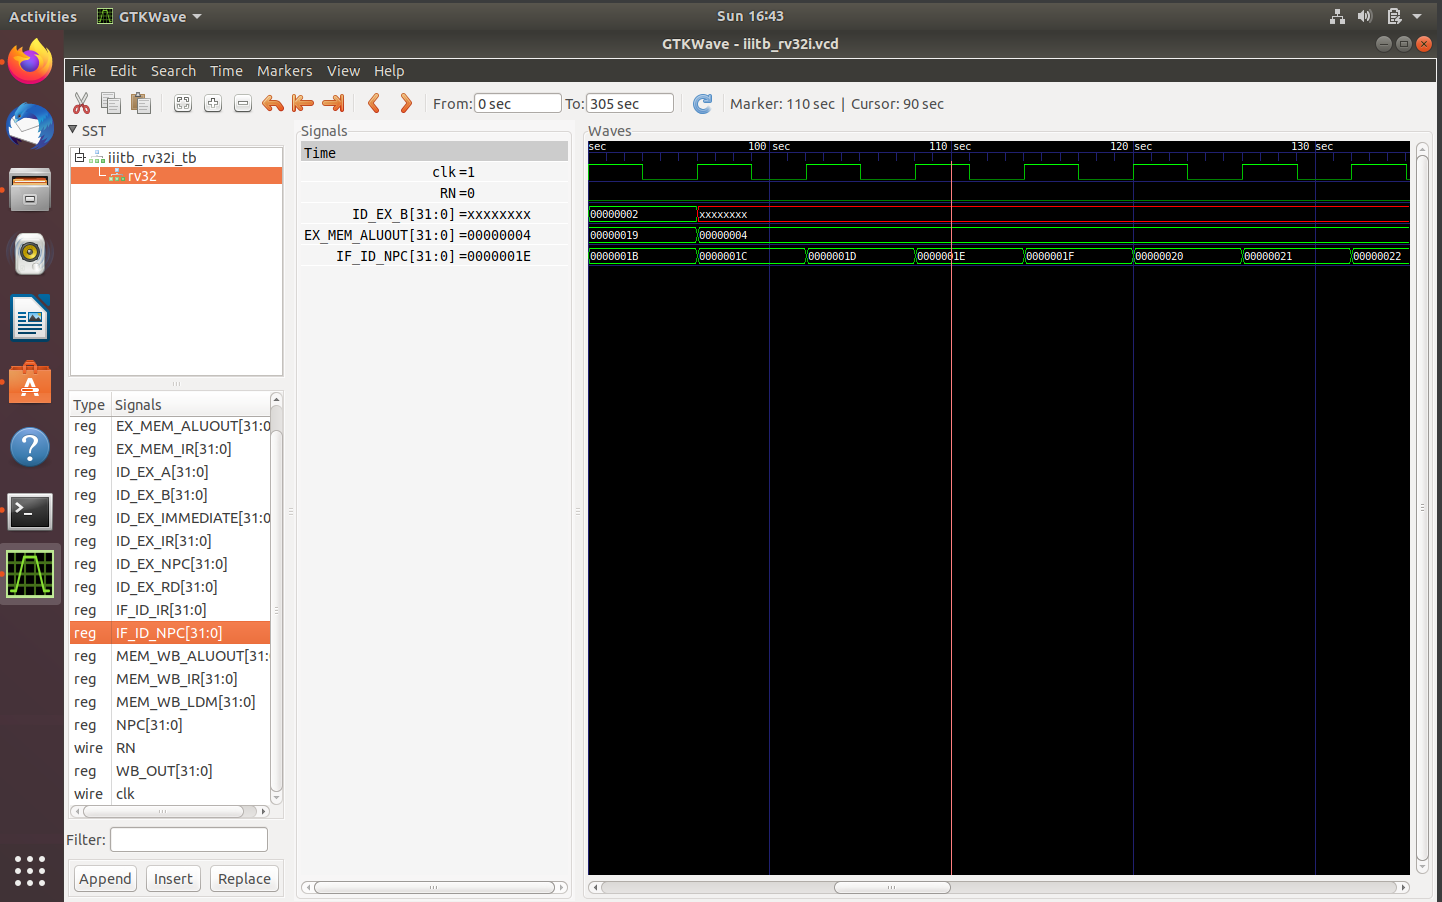 Activities GTKWave Sun 16:43
GTKWave - iiitb_rv32i.vcd
File Edit Search Time Markers View Help
From: 0 sec To: 305 sec Marker: 110 sec | Cursor: 90 sec
SST
iiitb_rv32i_tb
rv32
Type Signals
reg EX_MEM_ALUOUT[31:0
reg EX_MEM_IR[31:0]
reg ID_EX_A[31:0]
reg ID_EX_B[31:0]
reg ID_EX_IMMEDIATE[31:0
reg ID_EX_IR[31:0]
reg ID_EX_NPC[31:0]
reg ID_EX_RD[31:0]
reg IF_ID_IR[31:0]
reg IF_ID_NPC[31:0]
reg MEM_WB_ALUOUT[31:
reg MEM_WB_IR[31:0]
reg MEM_WB_LDM[31:0]
reg NPC[31:0]
wire RN
reg WB_OUT[31:0]
wire clk
Filter:
Append Insert Replace
Signals
Time
clk =1
RN =0
ID_EX_B[31:0] =xxxxxxxx
EX_MEM_ALUOUT[31:0] =00000004
IF_ID_NPC[31:0] =0000001E
Waves
sec 100 sec 110 sec 120 sec 130 sec
00000002 xxxxxxxx
00000019 00000004
0000001B 0000001C 0000001D 0000001E 0000001F 00000020 00000021 00000022